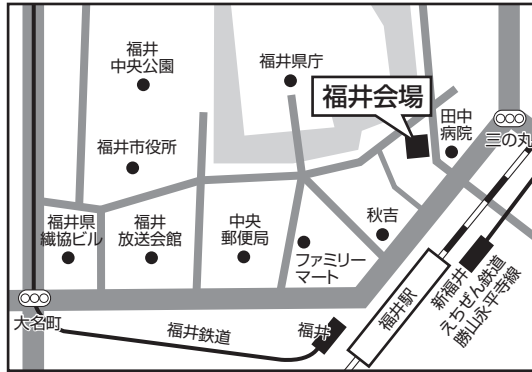 福井
中央公園
福井県庁
福井会場
田中
病院
三の丸
福井市役所
福井県
繊協ビル
福井
放送会館
中央
郵便局
秋吉
ファミリー
マート
大名町
福井鉄道
福井
福井駅
新福井
えちぜん鉄道
勝山永平寺線